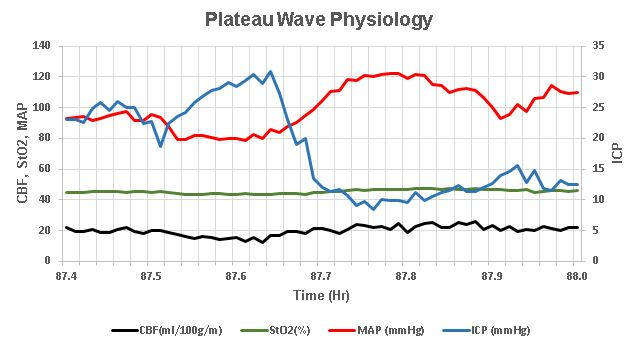 Plateau Wave Physiology
140
120
100
80
60
40
20
0
CBF, StO2, MAP
35
30
25
20
15
10
5
0
ICP
87.4 87.5 87.6 87.7 87.8 87.9 88.0
Time (Hr)
CBF(ml/100g/m) StO2(%) MAP (mmHg) ICP (mmHg)